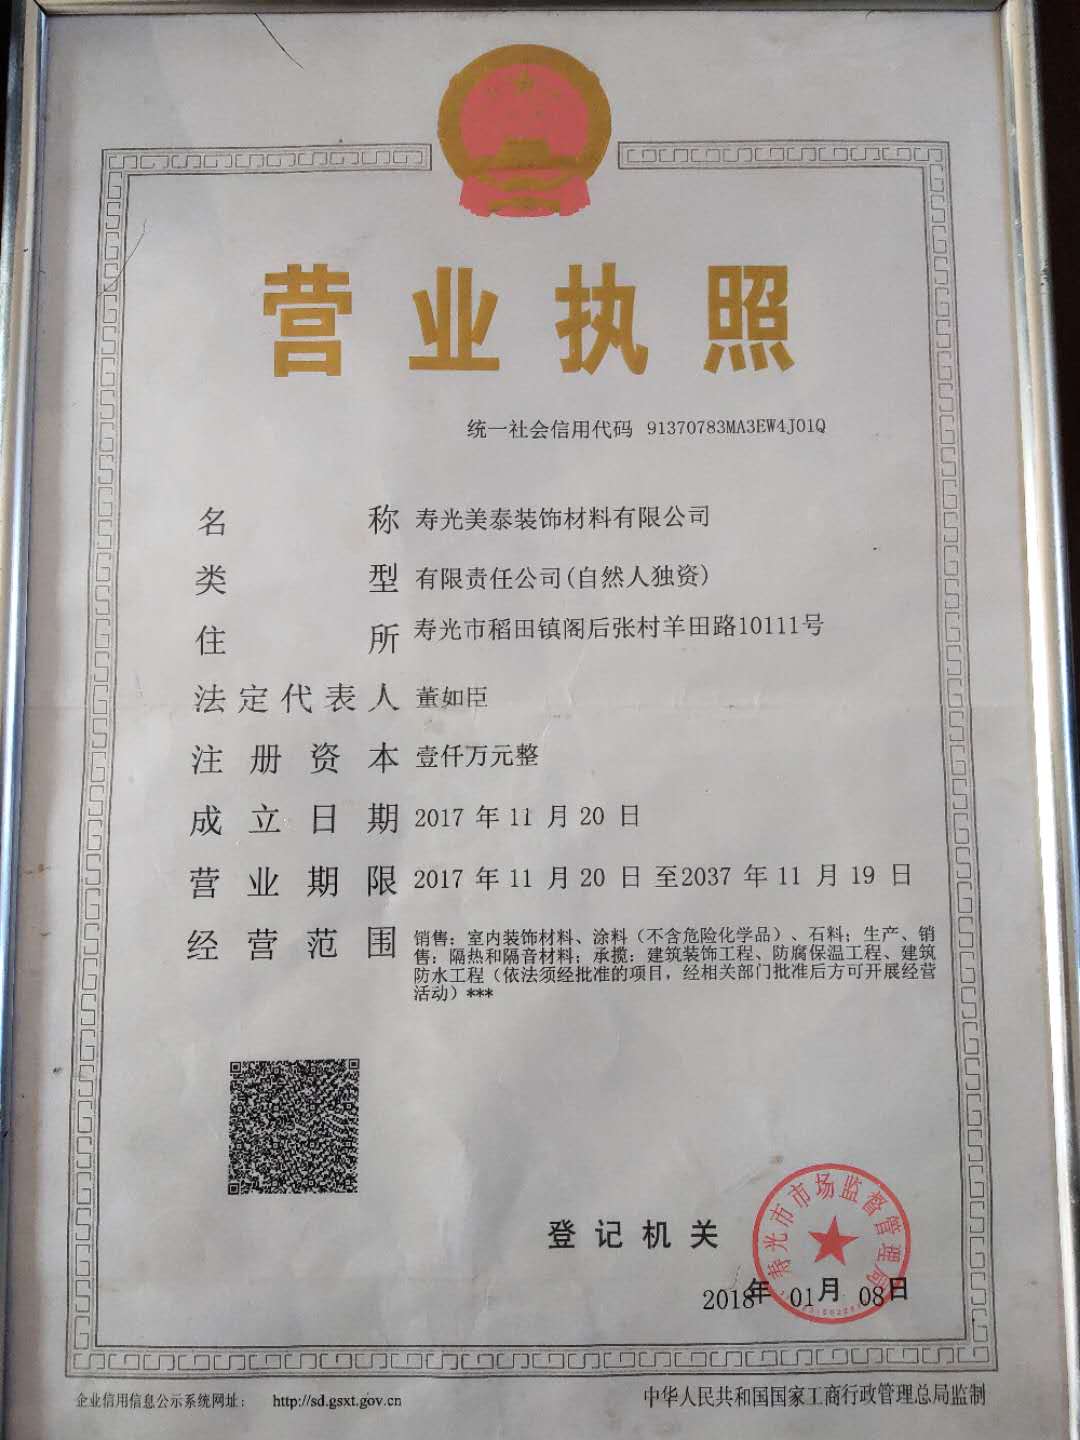 营业执照
统一社会信用代码 91370783MA3EW4J01Q
名称 寿光美泰装饰材料有限公司
类型 有限责任公司(自然人独资)
住所 寿光市稻田镇阁后张村羊田路10111号
法定代表人 董如臣
注册资本 壹仟万元整
成立日期 2017 年 11 月 20 日
营业期限 2017 年 11 月 20 日 至2037 年 11 月 19 日
经营范围 销售：室内装饰材料、涂料（不含危险化学品）、石料；生产、销
售：隔热和隔音材料；承揽：建筑装饰工程、防腐保温工程、建筑
防水工程（依法须经批准的项目，经相关部门批准后方可开展经营
活动）***
登记机关
寿光市市场监督管理局
2018年 01月 08日
企业信用信息公示系统网址： http://sd.gsxt.gov.cn
中华人民共和国国家工商行政管理总局监制